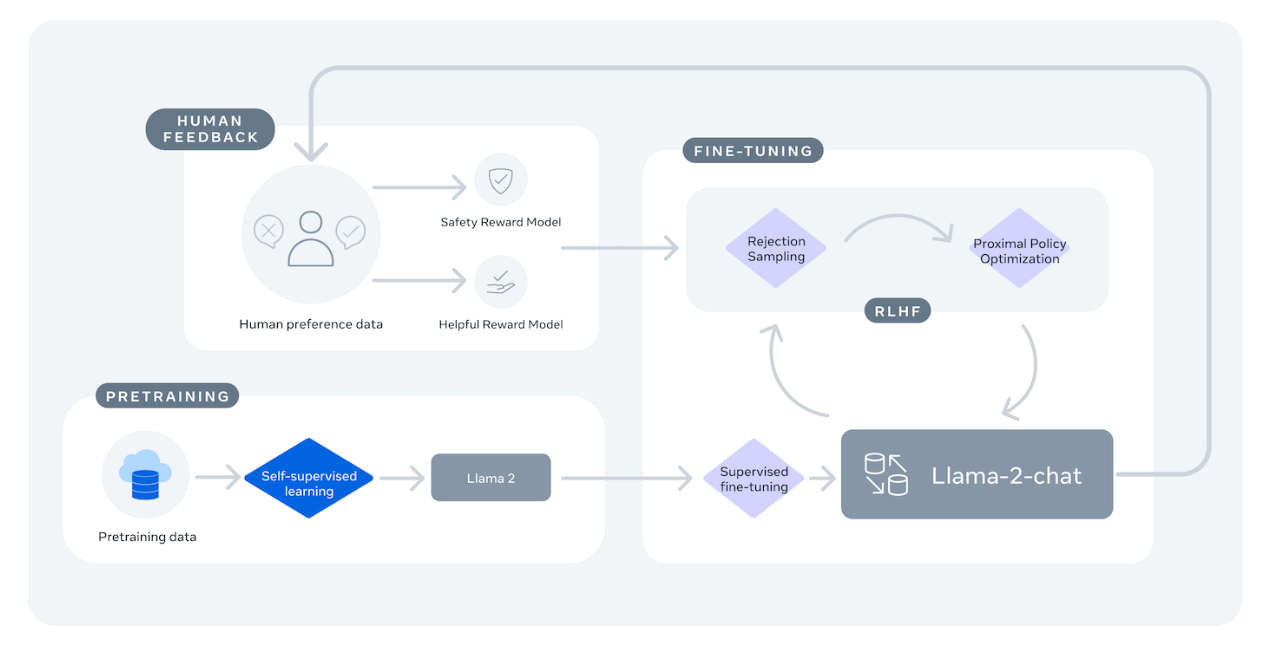 HUMAN
FEEDBACK
Safety Reward Model
Human preference data
Helpful Reward Model
FINE-TUNING
Rejection
Sampling
Proximal Policy
Optimization
RLHF
PRETRAINING
Pretraining data
Self-supervised
learning
Llama 2
Supervised
fine-tuning
Llama-2-chat